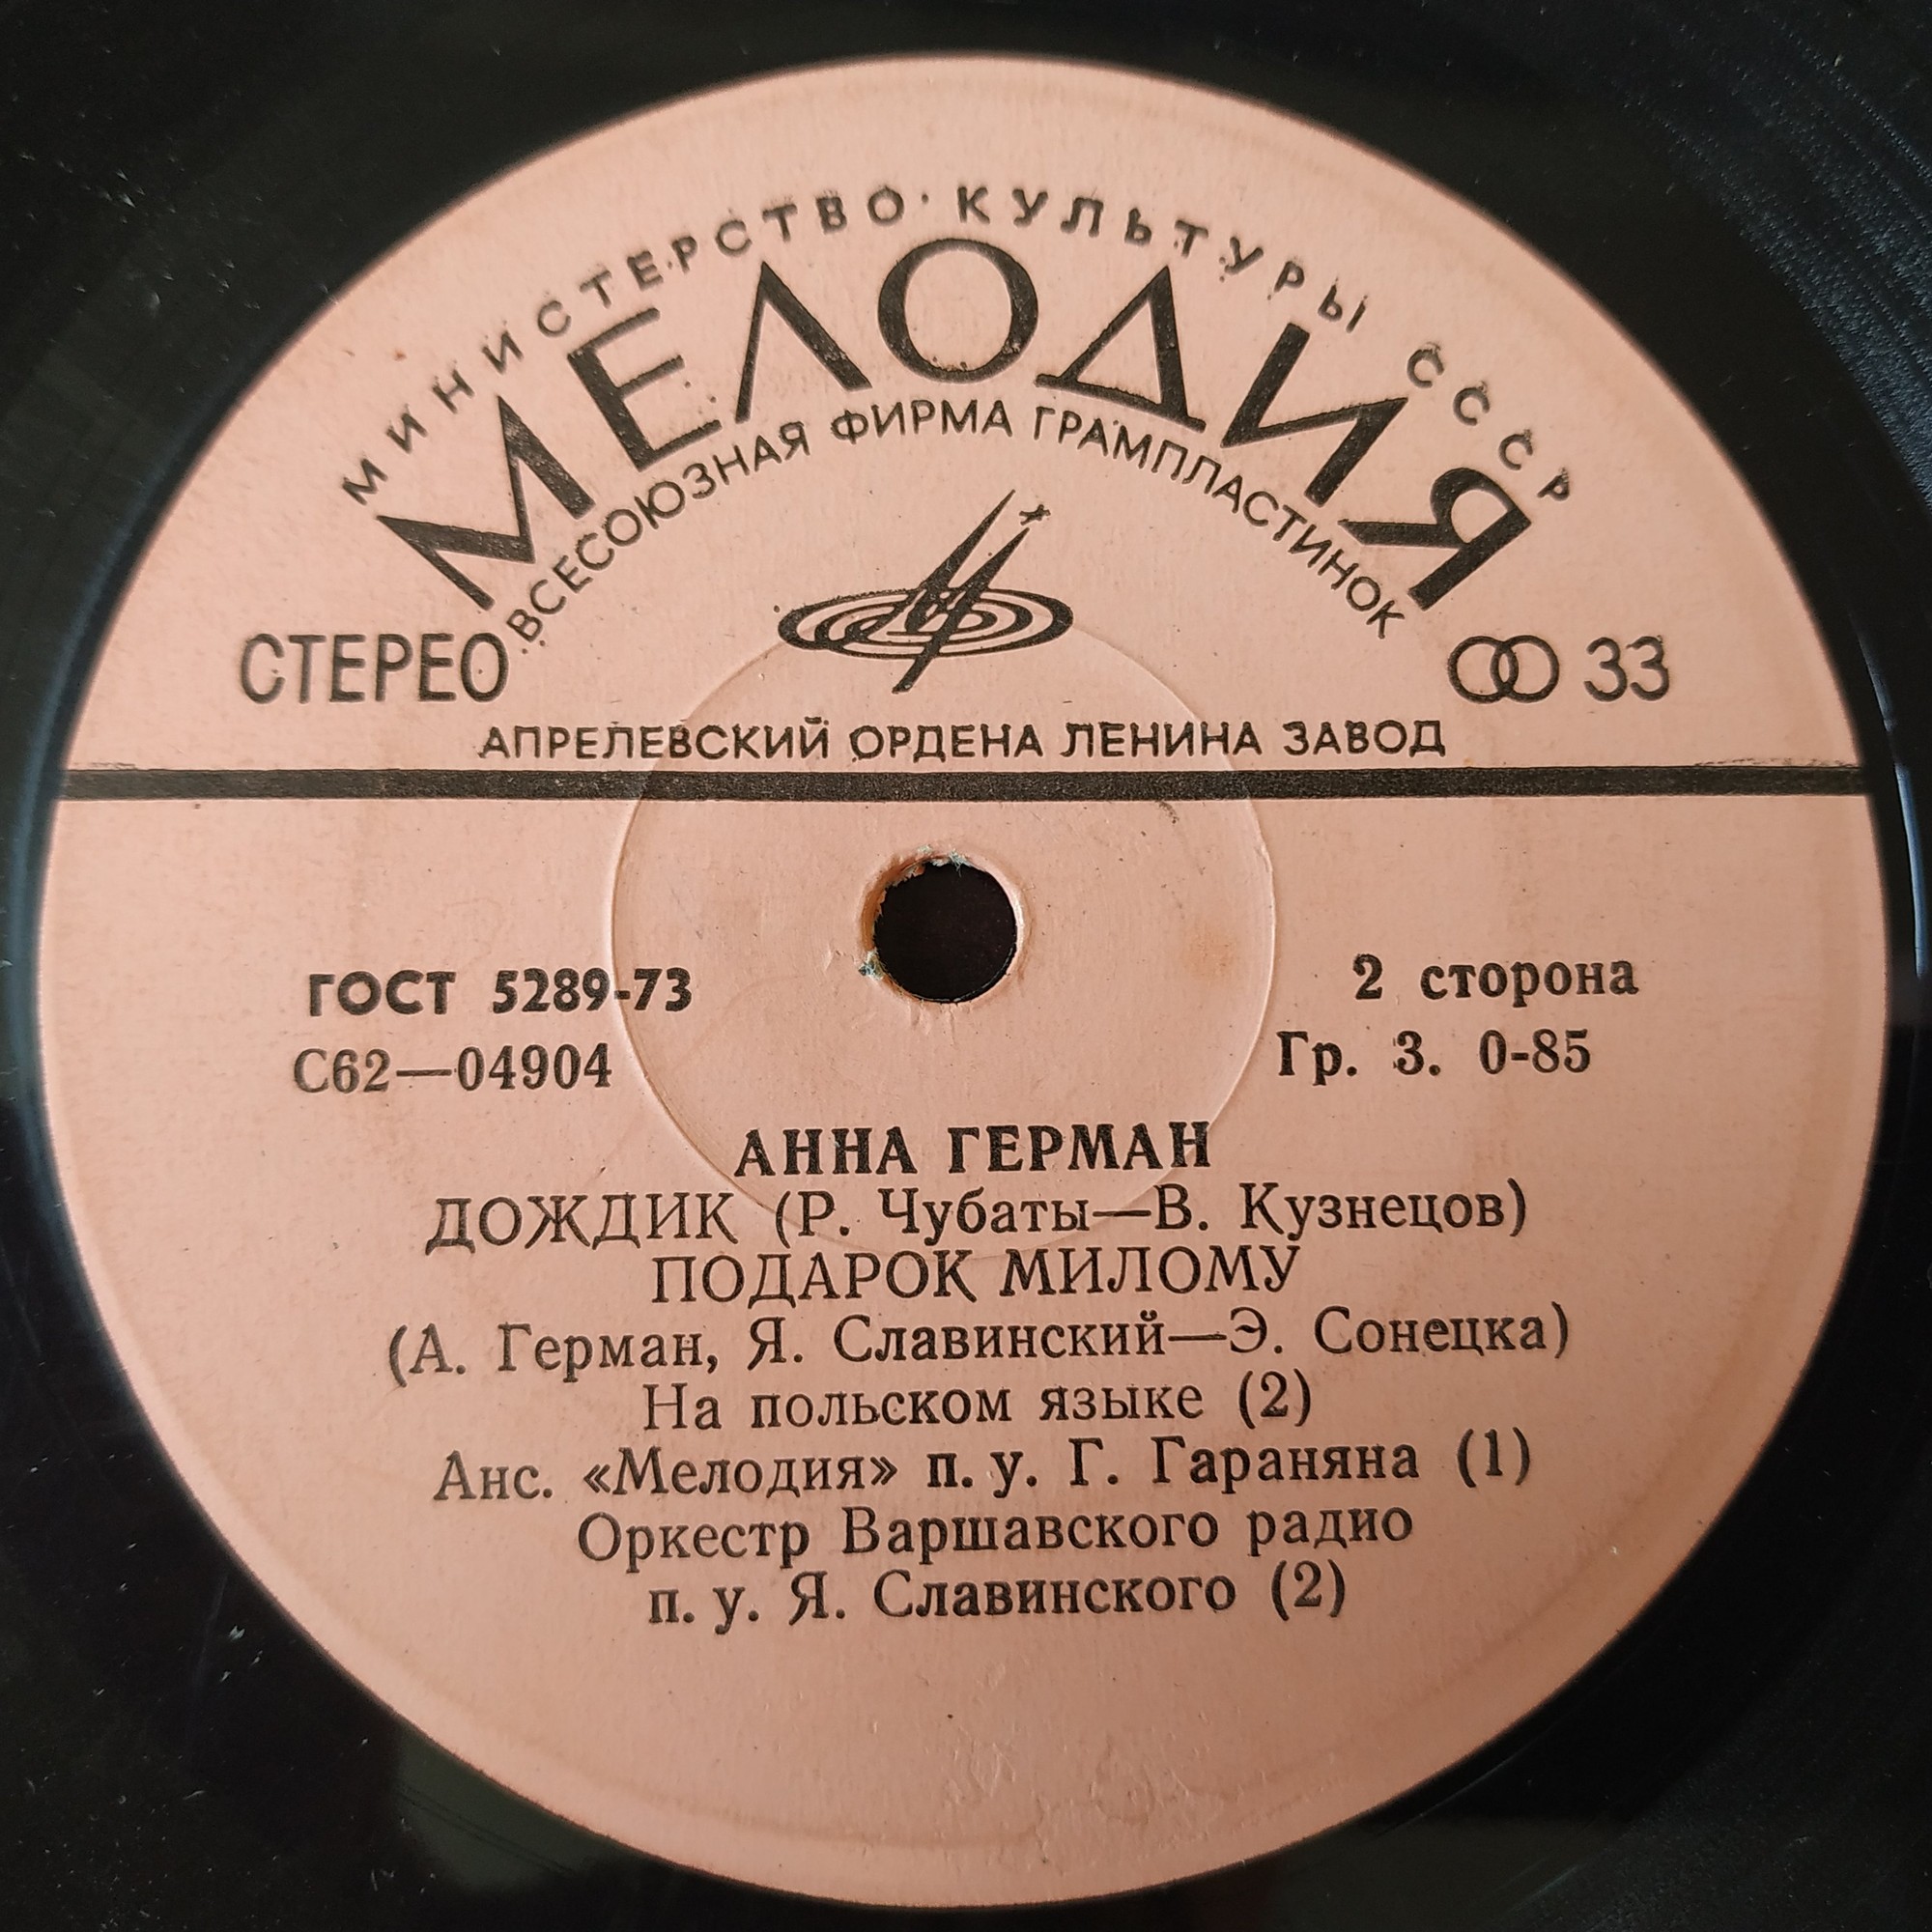 МИНИСТЕРСТВО · КУЛЬТУРЫ СССР
МЕЛОДИЯ
ВСЕСОЮЗНАЯ ФИРМА ГРАМПЛАСТИНОК
СТЕРЕО
33
АПРЕЛЕВСКИЙ ОРДЕНА ЛЕНИНА ЗАВОД
ГОСТ 5289-73
2 сторона
С62—04904
Гр. 3. 0-85
АННА ГЕРМАН
ДОЖДИК (Р. Чубаты—В. Кузнецов)
ПОДАРОК МИЛОМУ
(А. Герман, Я. Славинский—Э. Сонецка)
На польском языке (2)
Анс. «Мелодия» п. у. Г. Гараняна (1)
Оркестр Варшавского радио
п. у. Я. Славинского (2)